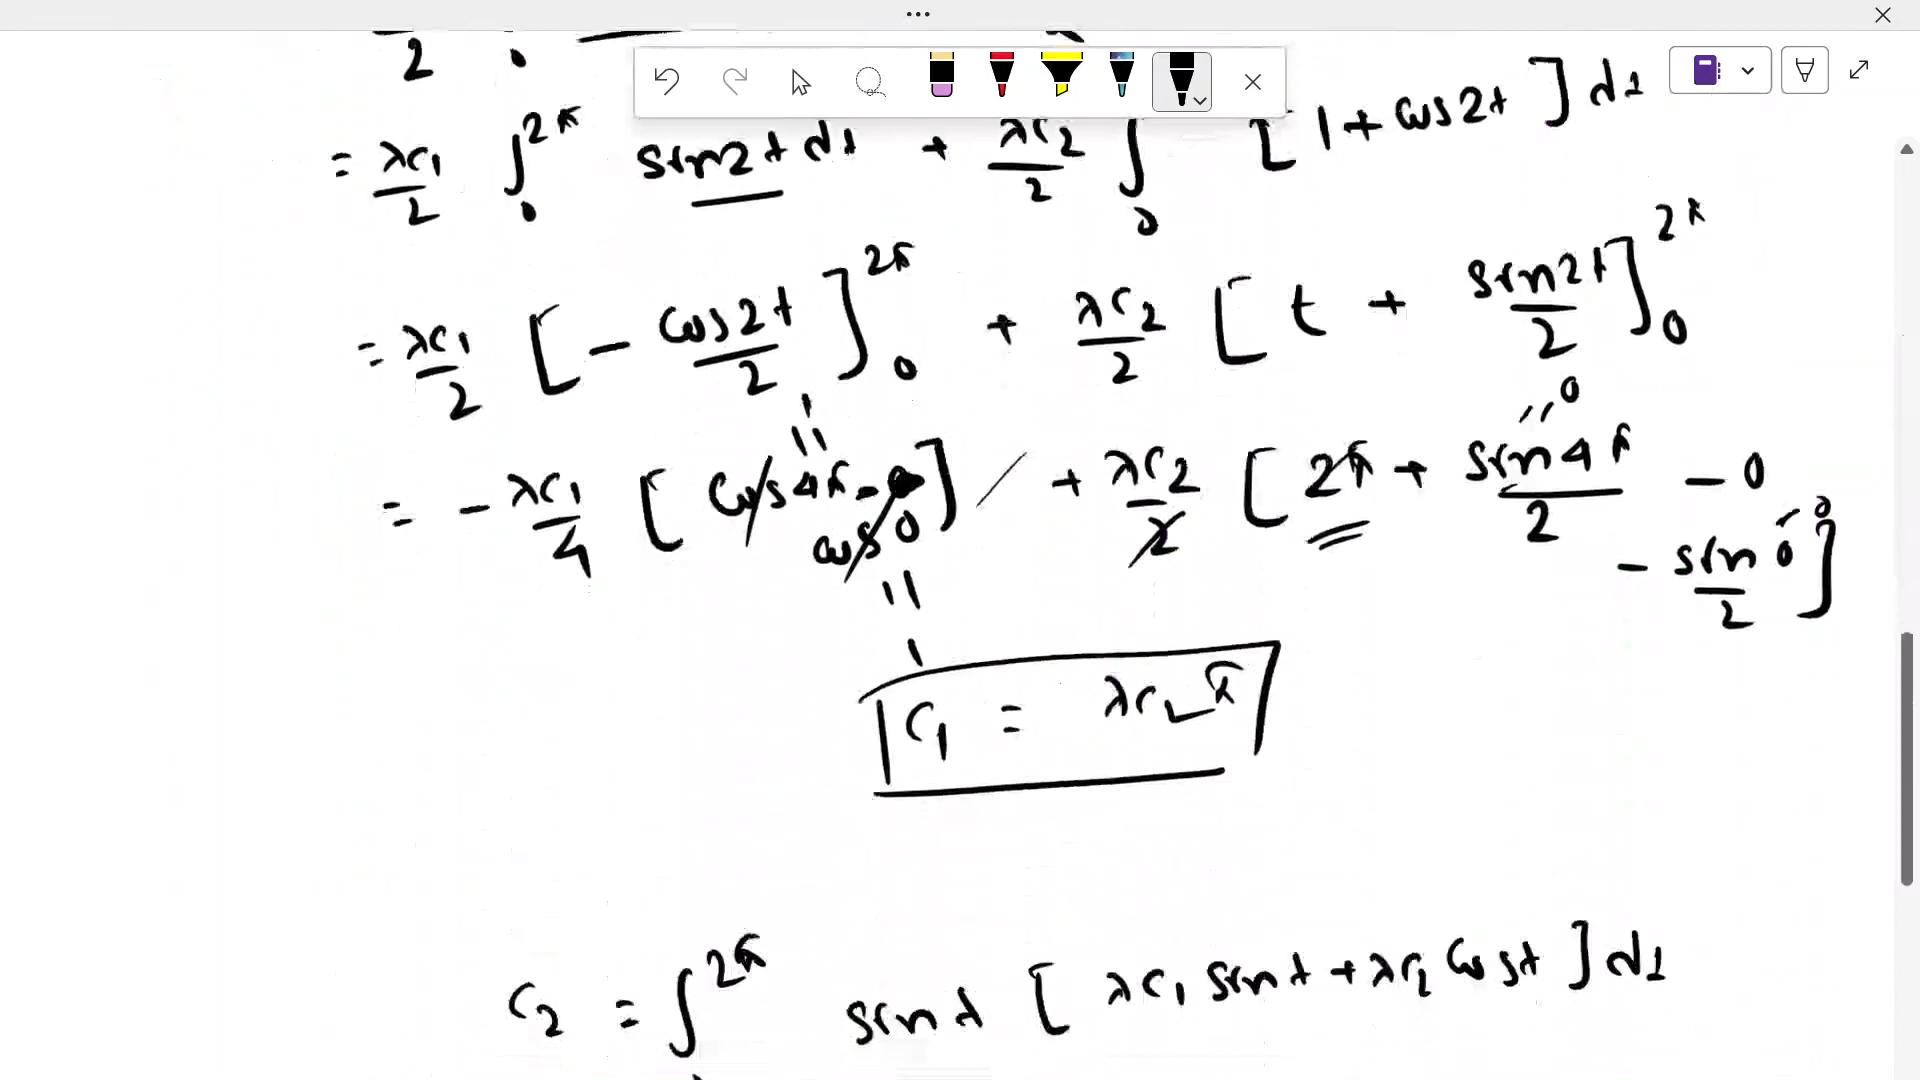 2 0
= λc₁/2 ∫₀^2π sin2t dt + λc₂/2 ∫₀ [1 + cos2t] dt
= λc₁/2 [- cos2t/2]₀^2π + λc₂/2 [t + sin2t/2]₀^2π
= - λc₁/4 [cos4π - cos0] + λc₂/2 [2π + sin4π/2 - 0 - sin0/2]
c₁ = λc₂π
c₂ = ∫^2π sint [λc₁ sint + λc₂ cost] dt